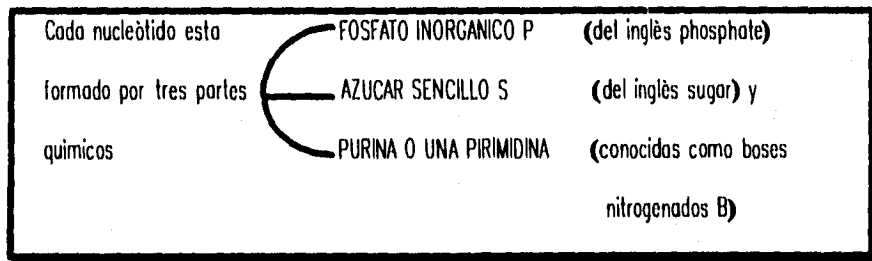 Cada nucleòtido esta FOSFATO INORGANICO P (del inglès phosphate)
formado por tres partes AZUCAR SENCILLO S (del inglès sugar) y
quimicos PURINA O UNA PIRIMIDINA (conocidas como bases
nitrogenados B)